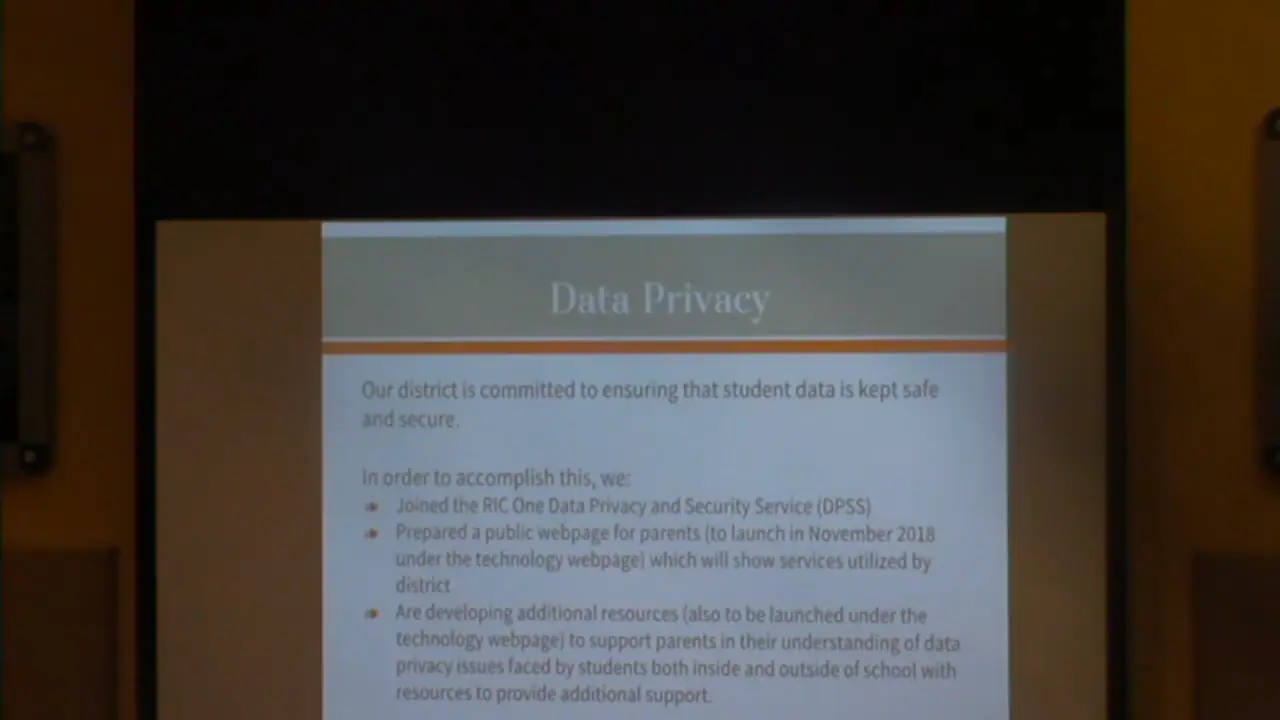 Data Privacy
Our district is committed to ensuring that student data is kept safe
and secure.
In order to accomplish this, we:
Joined the RIC One Data Privacy and Security Service (DPSS)
Prepared a public webpage for parents (to launch in November 2018
under the technology webpage) which will show services utilized by
district
Are developing additional resources (also to be launched under the
technology webpage) to support parents in their understanding of data
privacy issues faced by students both inside and outside of school with
resources to provide additional support.